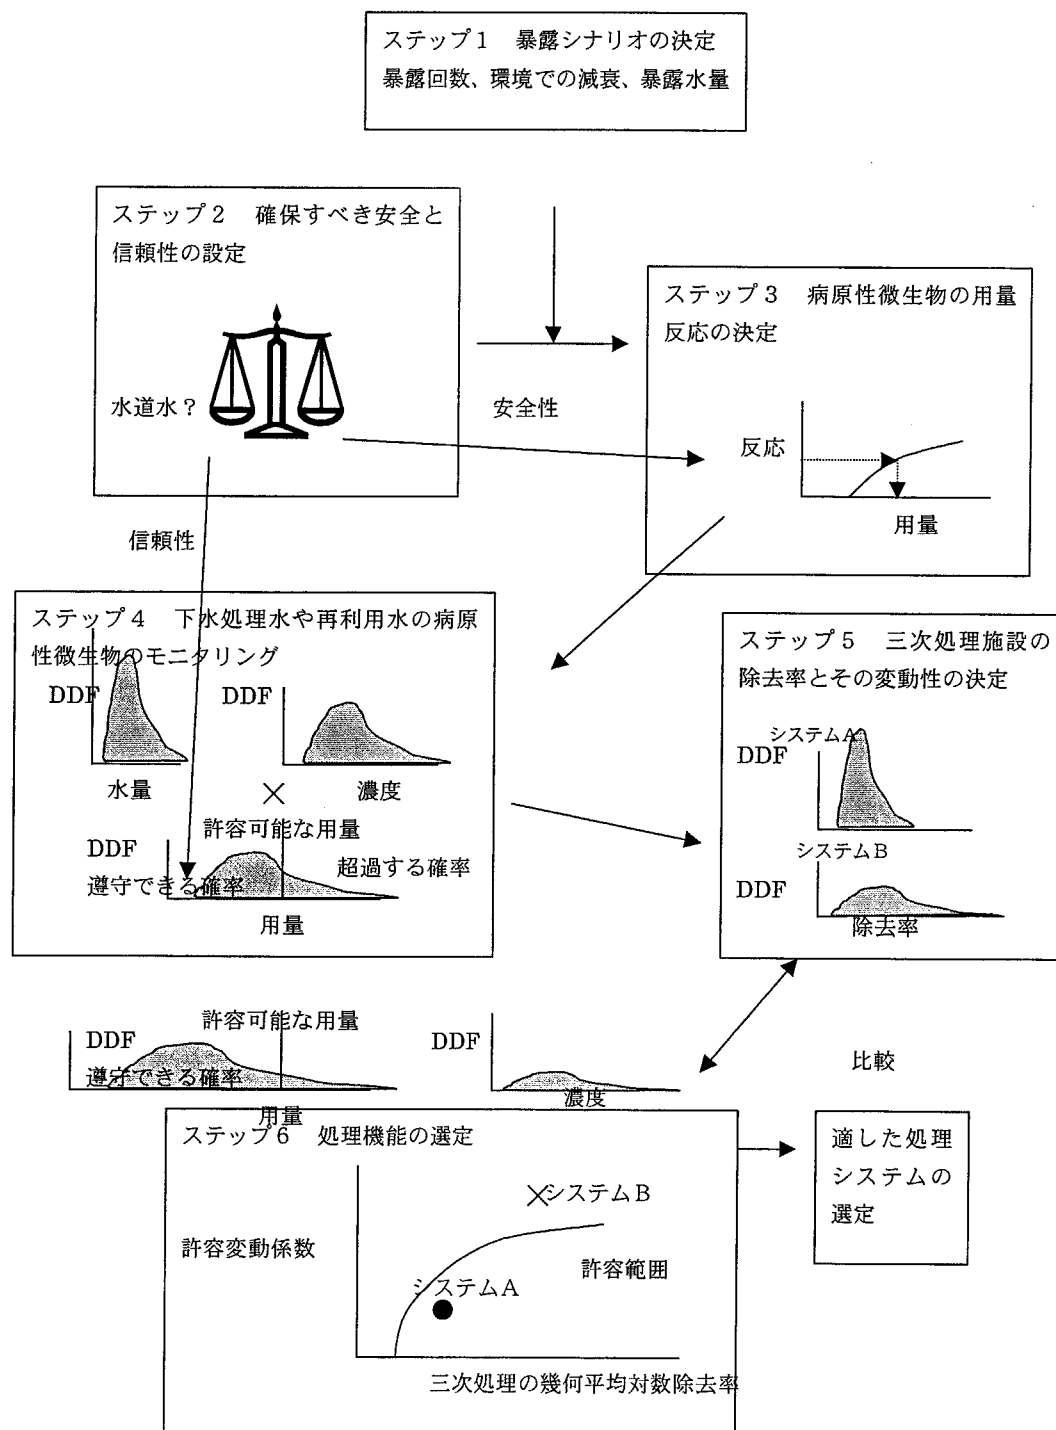 ステップ1　暴露シナリオの決定
暴露回数、環境での減衰、暴露水量
ステップ2　確保すべき安全と
信頼性の設定
水道水？
安全性
ステップ3　病原性微生物の用量
反応の決定
反応
用量
信頼性
ステップ4　下水処理水や再利用水の病原
性微生物のモニタリング
DDF
DDF
水量
×
濃度
許容可能な用量
DDF
超過する確率
遵守できる確率
用量
ステップ5　三次処理施設の
除去率とその変動性の決定
システムA
DDF
システムB
DDF
除去率
許容可能な用量
DDF
遵守できる確率
用量
DDF
濃度
比較
ステップ6　処理機能の選定
×システムB
許容変動係数
許容範囲
システムA
三次処理の幾何平均対数除去率
適した処理
システムの
選定